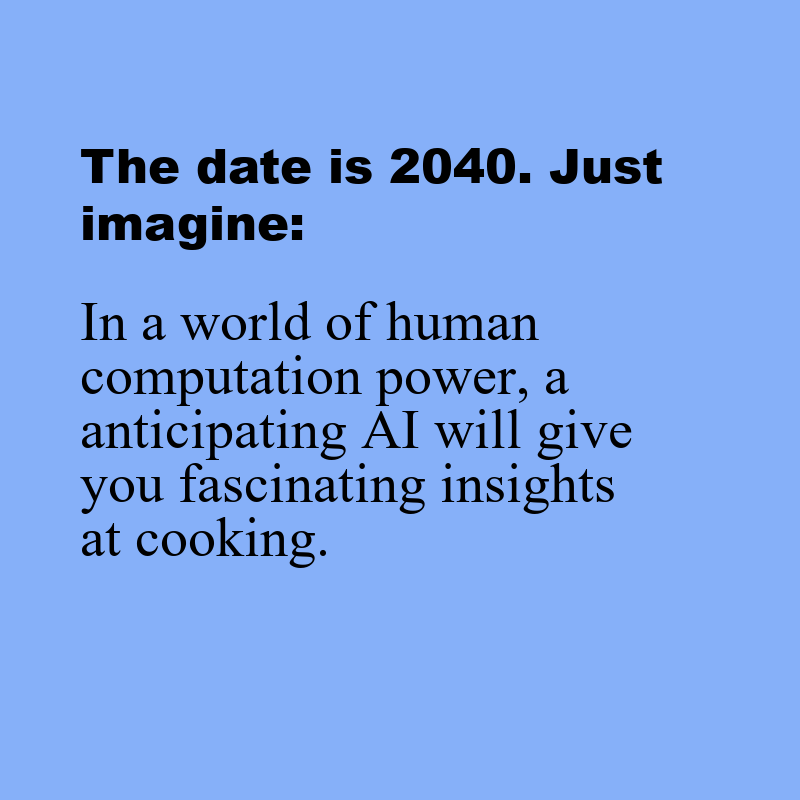 The date is 2040. Just
imagine:
In a world of human
computation power, a
anticipating AI will give
you fascinating insights
at cooking.